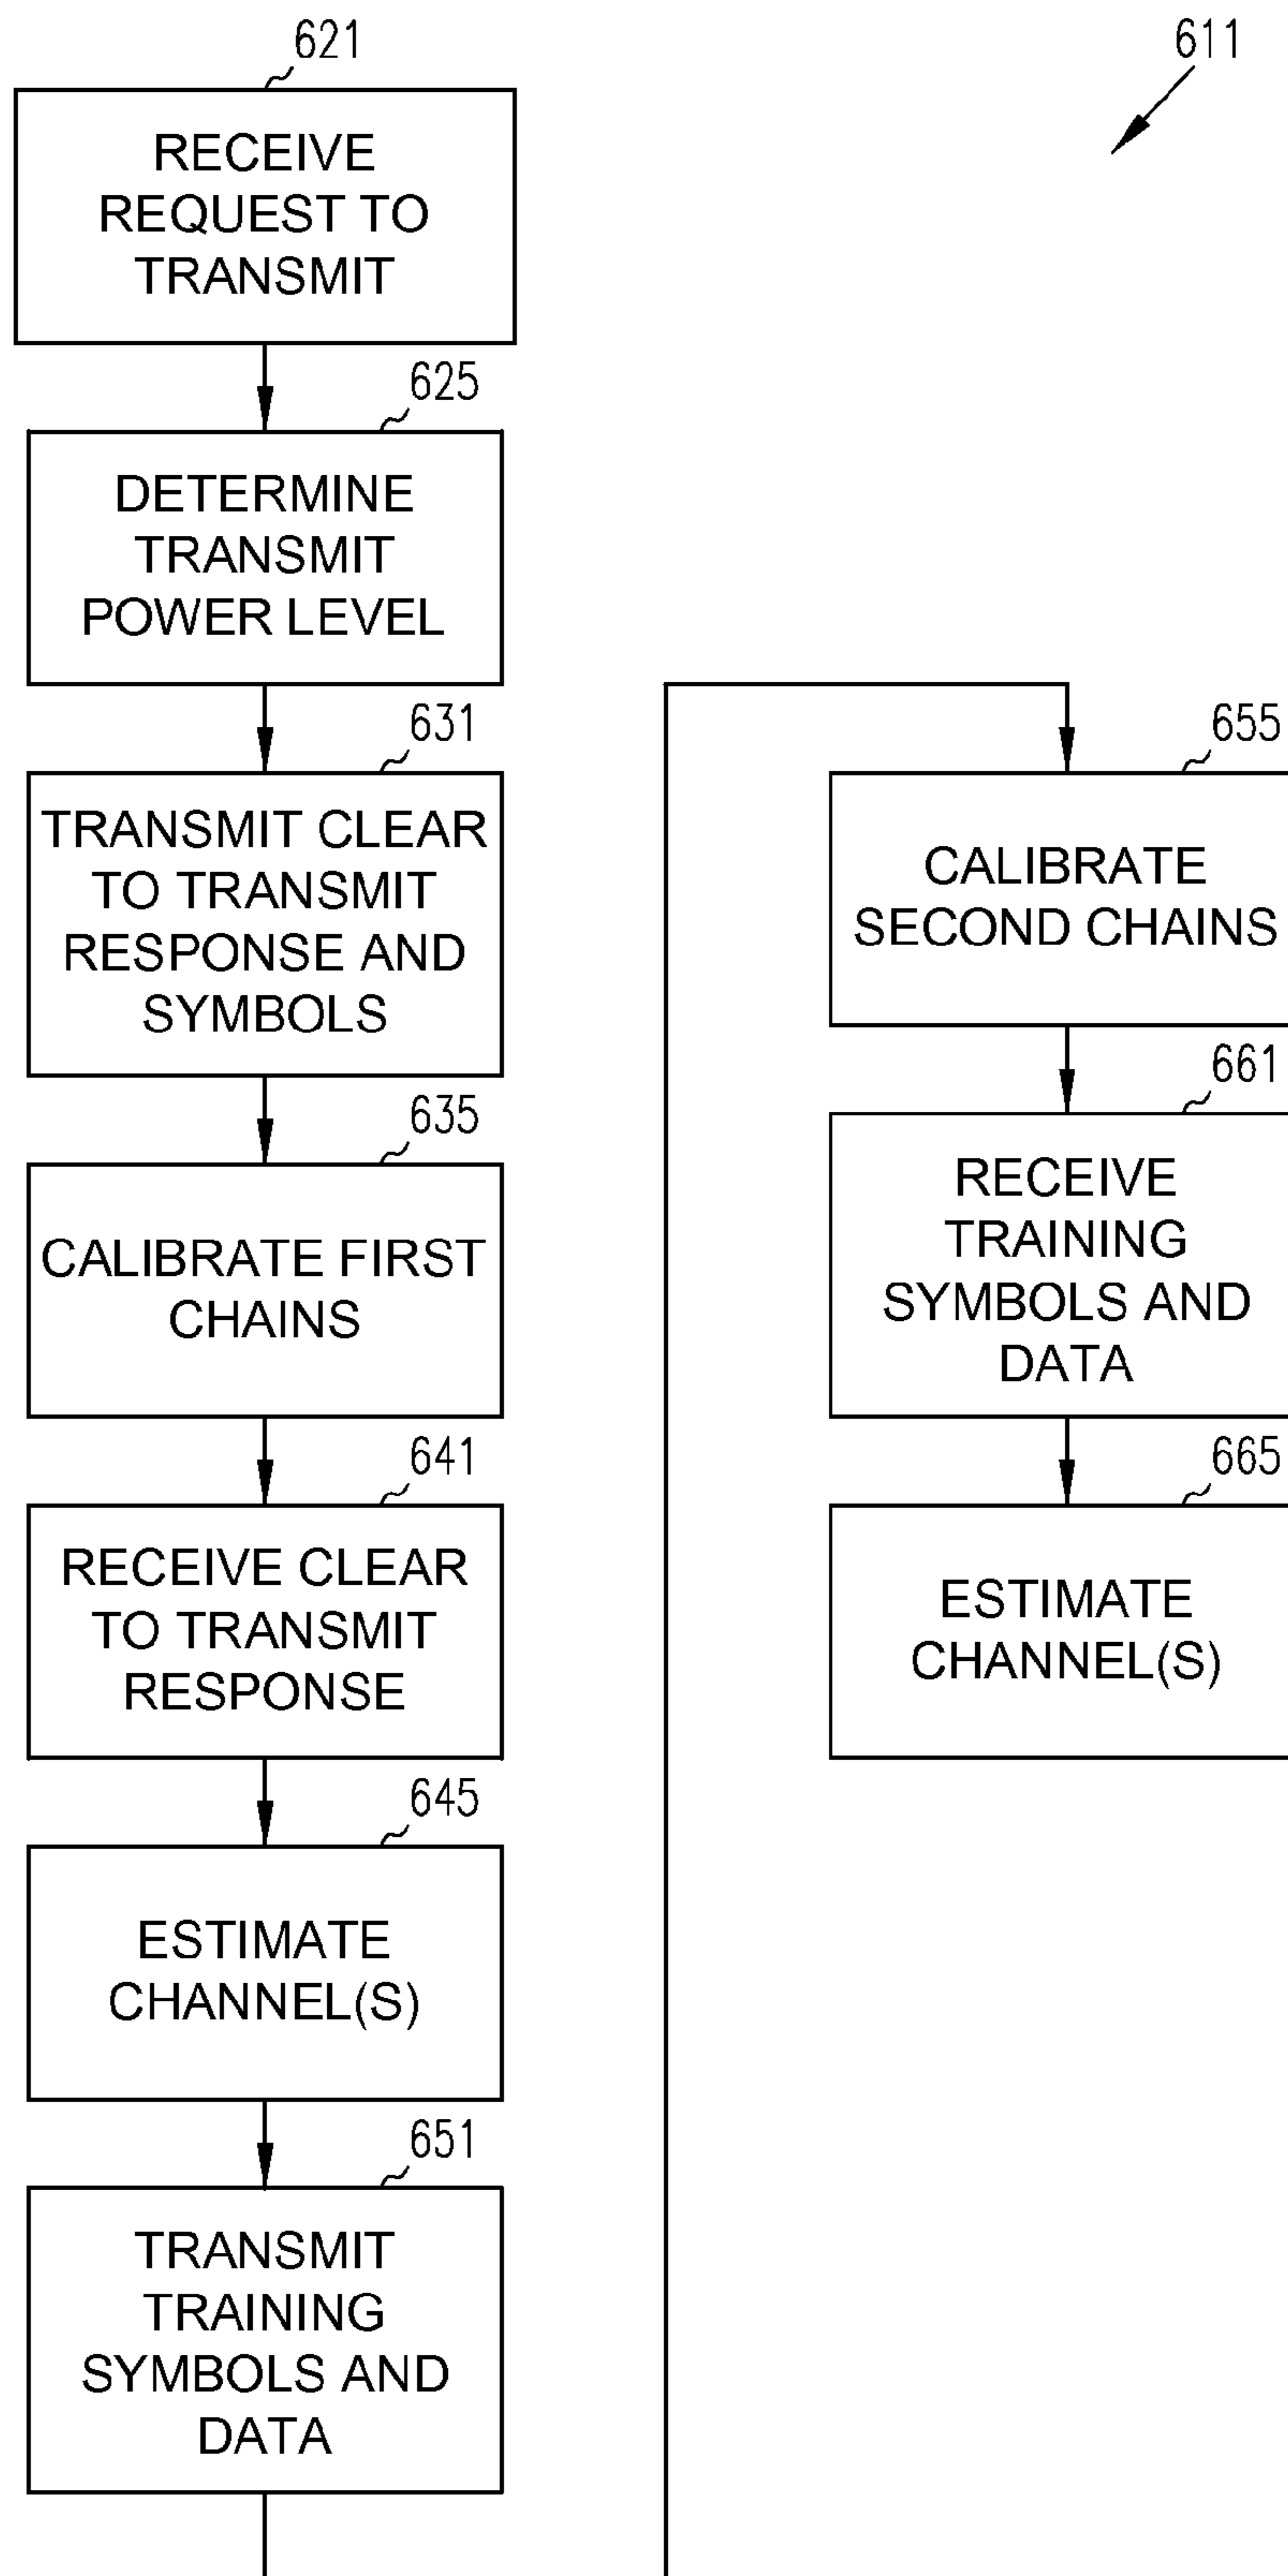 621
RECEIVE
REQUEST TO
TRANSMIT
625
DETERMINE
TRANSMIT
POWER LEVEL
631
TRANSMIT CLEAR
TO TRANSMIT
RESPONSE AND
SYMBOLS
635
CALIBRATE FIRST
CHAINS
641
RECEIVE CLEAR
TO TRANSMIT
RESPONSE
645
ESTIMATE
CHANNEL(S)
651
TRANSMIT
TRAINING
SYMBOLS AND
DATA
611
655
CALIBRATE
SECOND CHAINS
661
RECEIVE
TRAINING
SYMBOLS AND
DATA
665
ESTIMATE
CHANNEL(S)